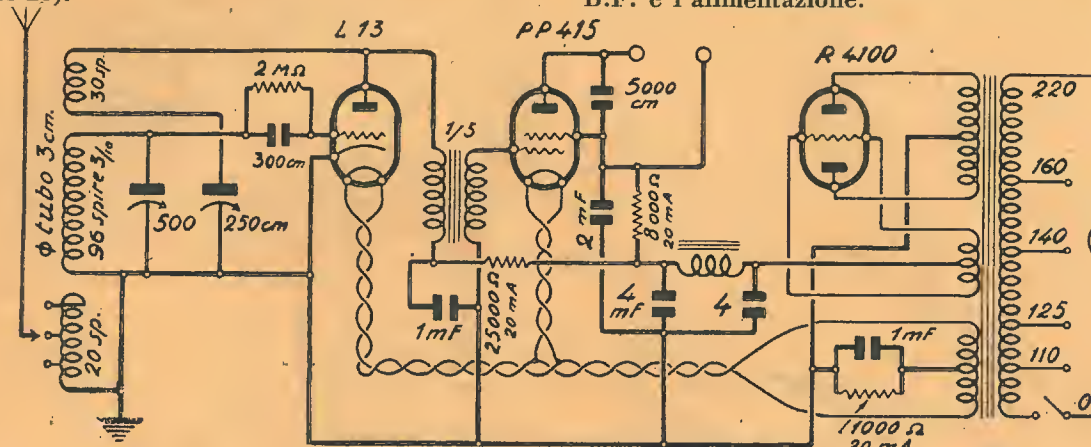 B.F. e l'alimentazione.
L 13
PP 415
R 4100
30 sp.
2 MΩ
300 cm
5000
cm
1/5
220
160
140
125
110
0
φ tubo 3 cm.
96 spire 3/10
500
250 cm
2 mF
8000 Ω
20 mA
20 sp.
1 mF
25000 Ω
20 mA
4
mF
4
1 mF
11000 Ω
20 mA